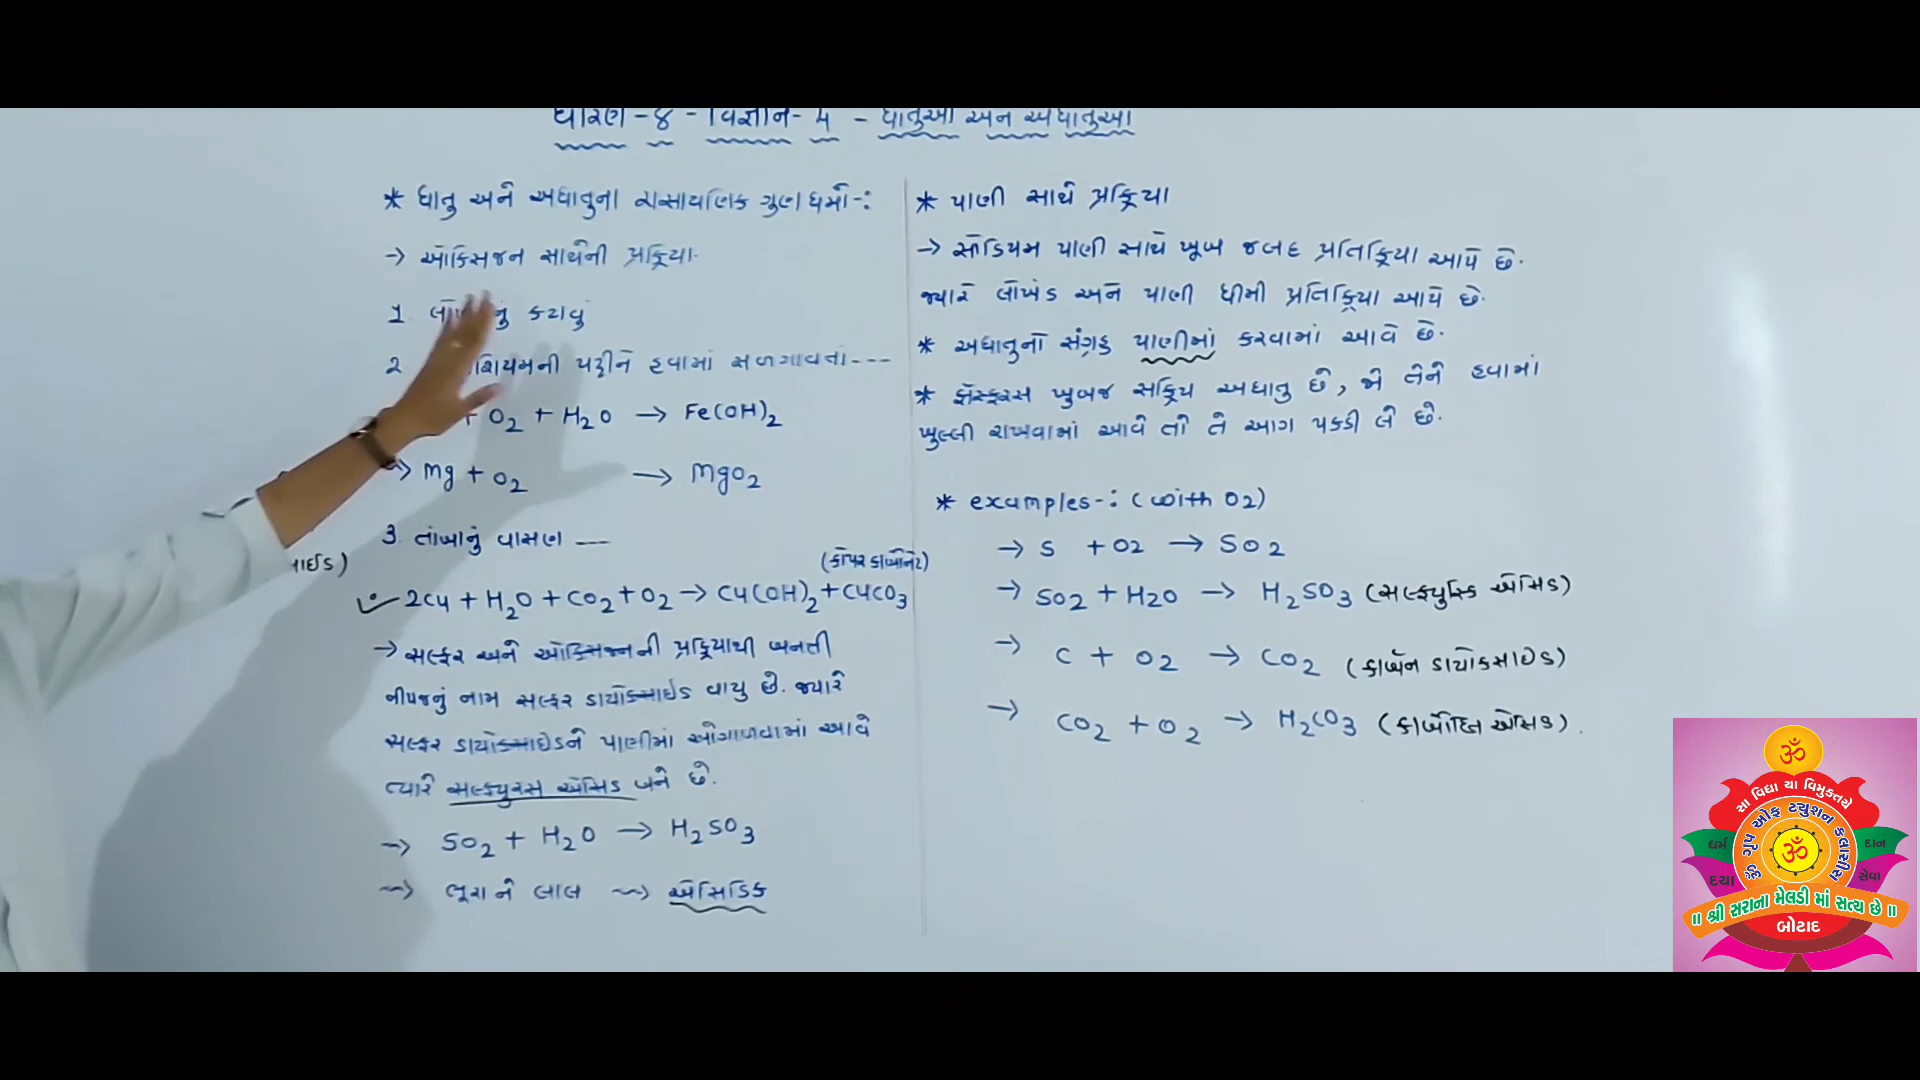 ધોરણ - ૪ - વિજ્ઞાન - ૫ - ધાતુઓ અને અધાતુઓ
* ધાતુ અને અધાતુના રાસાયણિક ગુણધર્મો -:
→ ઓક્સિજન સાથેની પ્રક્રિયા.
1. કટાવું
2. હવામાં સળગાવતાં ---
+ O2 + H2O → Fe(OH)2
→ Mg + O2 → MgO2
3. તાંબાનું વાસણ —
(કોપર કાર્બોનેટ)
2Cu + H2O + CO2 + O2 → Cu(OH)2 + CuCO3
→ સલ્ફર અને ઓક્સિજનની પ્રક્રિયાથી બનતી
નીપજનું નામ સલ્ફર ડાયોક્સાઇડ વાયુ છે. જ્યારે
સલ્ફર ડાયોક્સાઇડને પાણીમાં ઓગાળવામાં આવે
ત્યારે સલ્ફ્યુરસ એસિડ બને છે.
→ SO2 + H2O → H2SO3
→ ભૂરાને લાલ → એસિડિક
* પાણી સાથે પ્રક્રિયા
→ સોડિયમ પાણી સાથે ખૂબ જલદ પ્રતિક્રિયા આપે છે.
જ્યારે લોખંડ અને પાણી ધીમી પ્રતિક્રિયા આપે છે.
* અધાતુનો સંગ્રહ પાણીમાં કરવામાં આવે છે.
* ફોસ્ફરસ ખુબજ સક્રિય અધાતુ છે, જો તેને હવામાં
ખુલ્લી રાખવામાં આવે તો તે આગ પકડી લે છે.
* examples -: (with O2)
→ S + O2 → SO2
→ SO2 + H2O → H2SO3 (સલ્ફ્યુરિક એસિડ)
→ C + O2 → CO2 (કાર્બન ડાયોક્સાઇડ)
→ CO2 + O2 → H2CO3 (કાર્બોનિક એસિડ).
સા વિદ્યા યા વિમુક્તયે
ગૃપ ઓફ ટ્યુશન ક્લાસીસ
ધર્મ
દાન
દયા
સેવા
ॐ
ॐ
॥ શ્રી સરાના મેલડી માં સત્ય છે ॥
બોટાદ